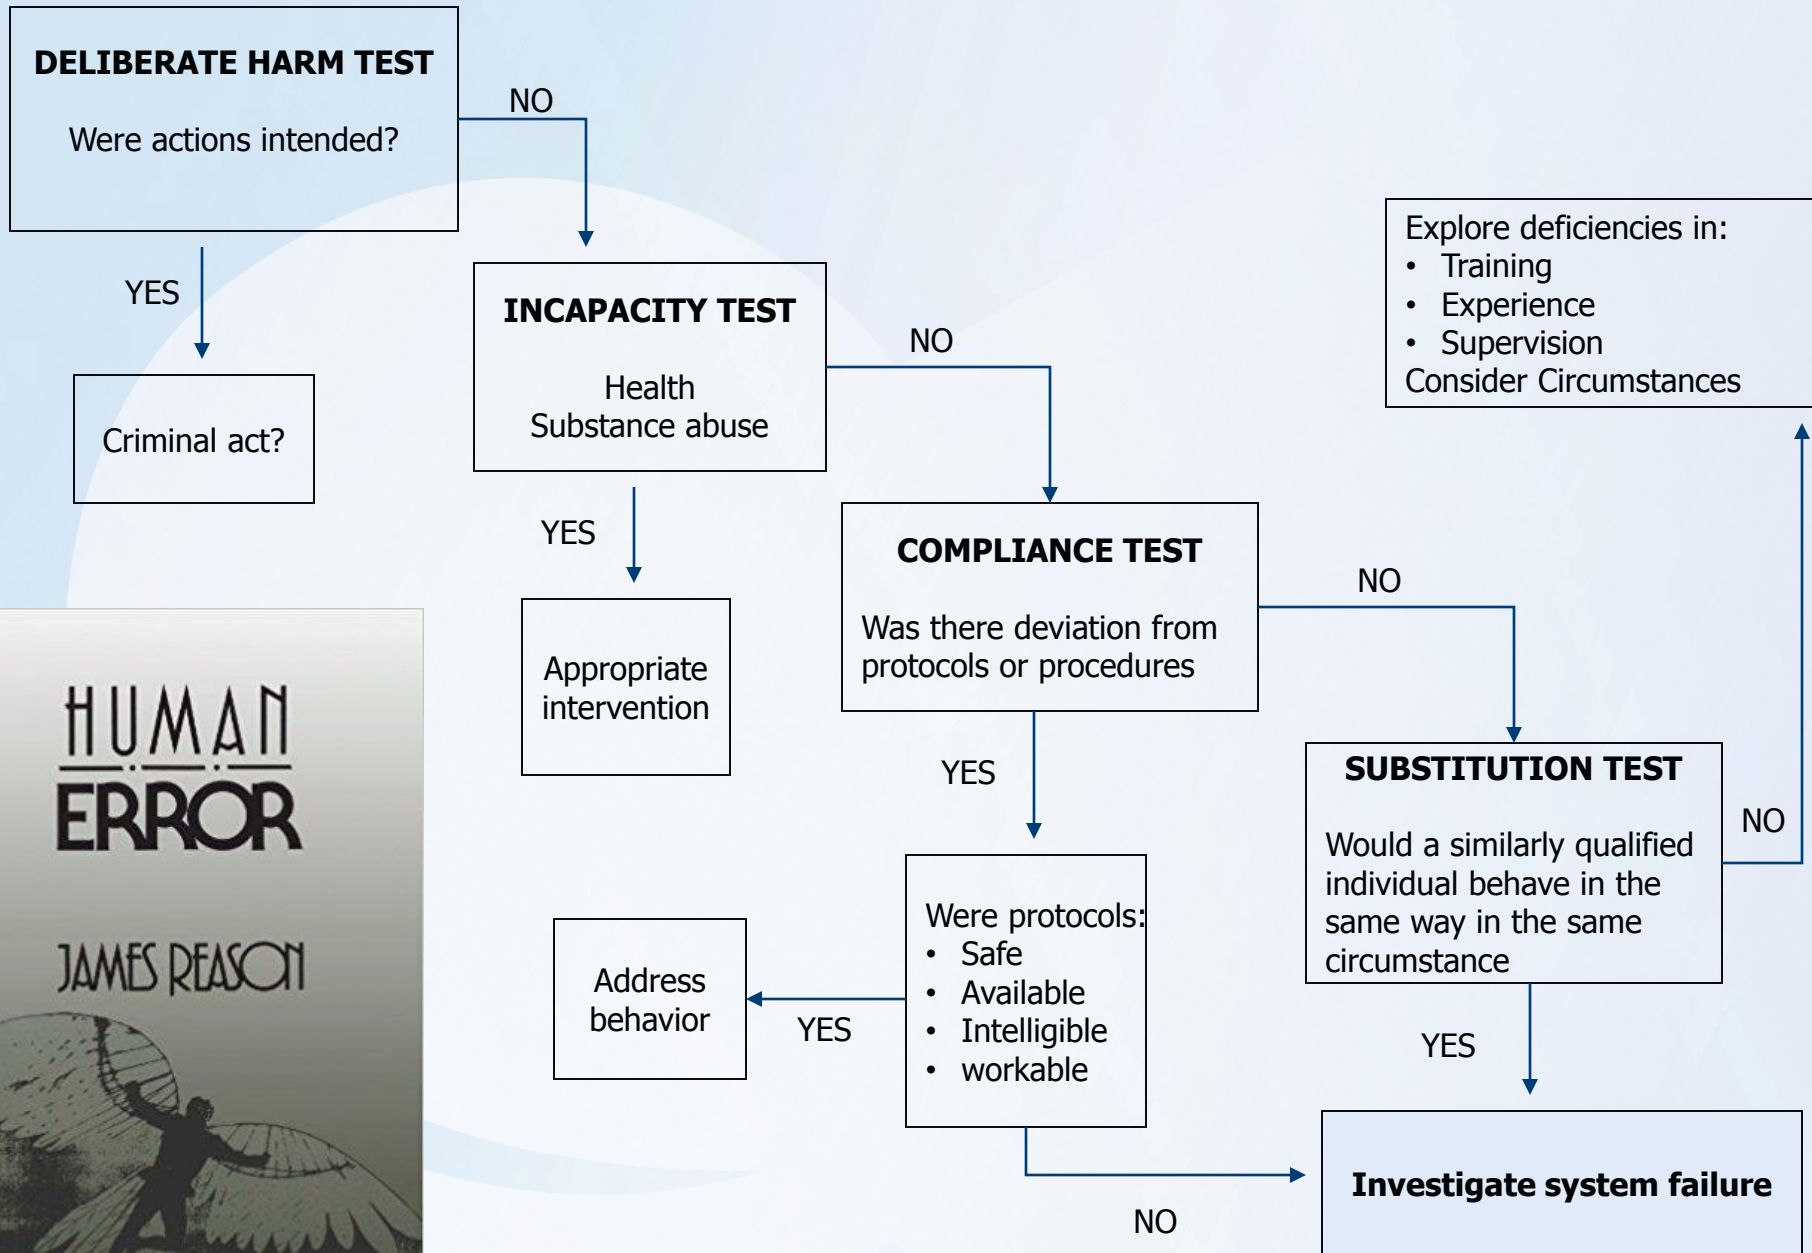 DELIBERATE HARM TEST
Were actions intended?
NO
YES
Criminal act?
INCAPACITY TEST
Health
Substance abuse
NO
YES
Appropriate
intervention
COMPLIANCE TEST
Was there deviation from
protocols or procedures
NO
YES
Were protocols:
• Safe
• Available
• Intelligible
• workable
YES
Address
behavior
NO
SUBSTITUTION TEST
Would a similarly qualified
individual behave in the
same way in the same
circumstance
NO
Explore deficiencies in:
• Training
• Experience
• Supervision
Consider Circumstances
YES
Investigate system failure
HUMAN
ERROR
JAMES REASON